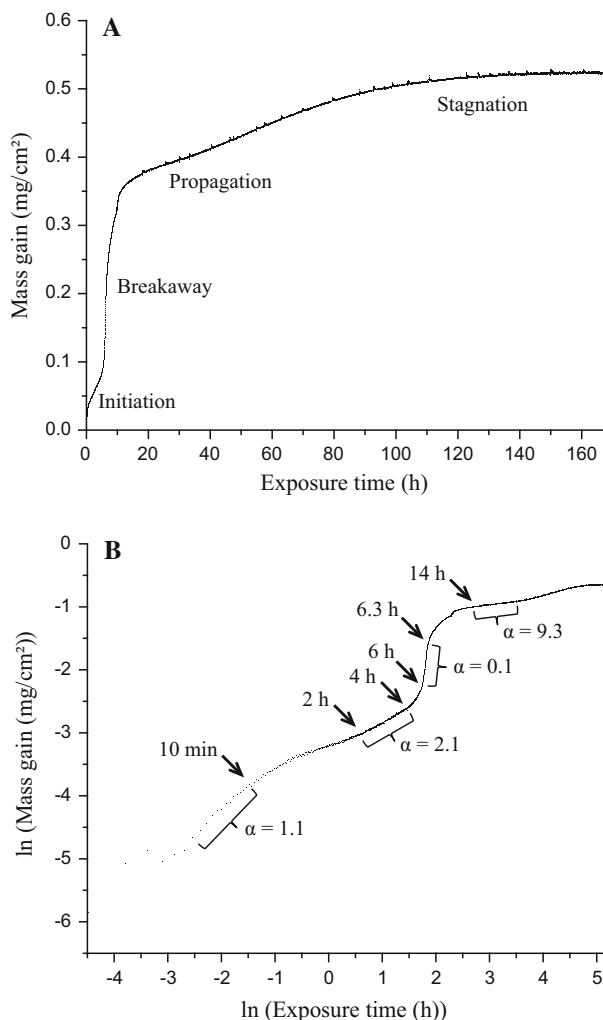 A
0.6
0.5
0.4
0.3
0.2
0.1
0.0
Mass gain (mg/cm²)
Stagnation
Propagation
Breakaway
Initiation
0 20 40 60 80 100 120 140 160
Exposure time (h)
B
0
-1
-2
-3
-4
-5
-6
ln (Mass gain (mg/cm²))
14 h
6.3 h
α = 9.3
6 h
α = 0.1
4 h
2 h
α = 2.1
10 min
α = 1.1
-4 -3 -2 -1 0 1 2 3 4 5
ln (Exposure time (h))